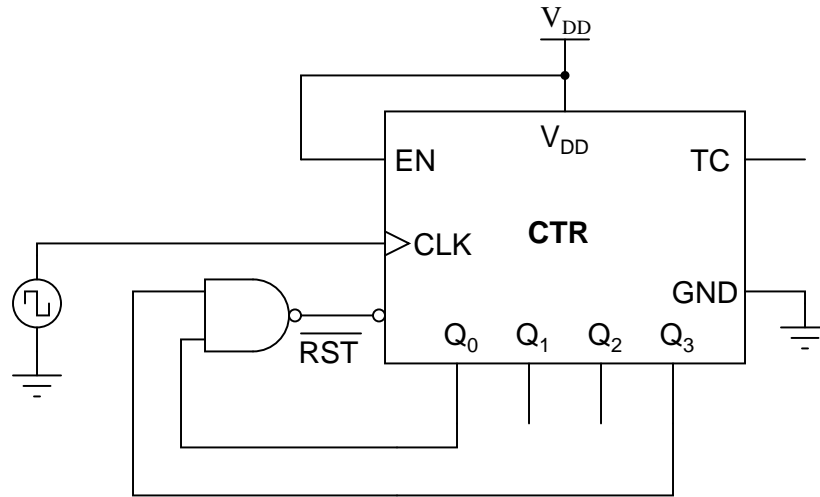 V_DD
V_DD
EN
TC
CTR
CLK
GND
RST
Q_0 Q_1 Q_2 Q_3